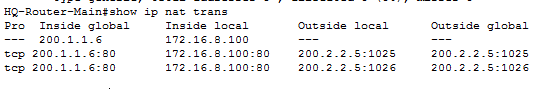 HQ-Router-Main#show ip nat trans
Pro  Inside global     Inside local       Outside local      Outside global
---  200.1.1.6         172.16.8.100       ---                ---
tcp 200.1.1.6:80       172.16.8.100:80    200.2.2.5:1025     200.2.2.5:1025
tcp 200.1.1.6:80       172.16.8.100:80    200.2.2.5:1026     200.2.2.5:1026